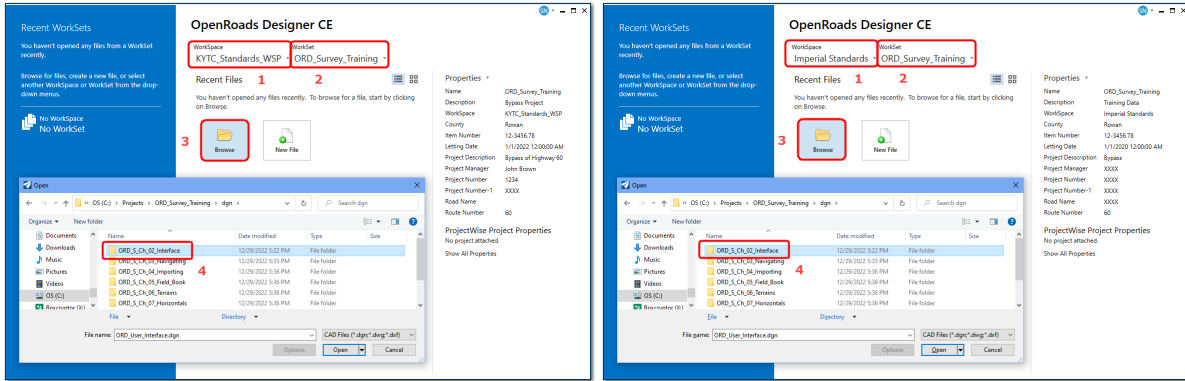 Recent WorkSets
You haven't opened any files from a WorkSet
recently.
Browse for files, create a new file, or select
another WorkSpace or WorkSet from the drop-
down menus.
No WorkSpace
No WorkSet
SN
OpenRoads Designer CE
WorkSpace WorkSet
KYTC_Standards_WSP ORD_Survey_Training
Recent Files 1 2
You haven't opened any files recently. To browse for a file, start by clicking
on Browse.
3
Browse New File
Properties
Name ORD_Survey_Training
Description Bypass Project
WorkSpace KYTC_Standards_WSP
County Rowan
Item Number 12-3456.78
Letting Date 1/1/2022 12:00:00 AM
Project Description Bypass of Highway 60
Project Manager John Brown
Project Number 1234
Project Number-1 XXXX
Road Name
Route Number 60
ProjectWise Project Properties
No project attached.
Show All Properties
Open
« OS (C:) › Projects › ORD_Survey_Training › dgn › Search dgn
Organize New folder
Documents
Downloads
Music
Pictures
Videos
OS (C:)
Name Date modified Type Size
ORD_S_Ch_02_Interface 12/29/2022 5:22 PM File folder
ORD_S_Ch_03_Navigating 12/29/2022 5:35 PM File folder
ORD_S_Ch_04_Importing 12/29/2022 5:36 PM File folder
4
ORD_S_Ch_05_Field_Book 12/29/2022 5:36 PM File folder
ORD_S_Ch_06_Terrains 12/29/2022 5:36 PM File folder
ORD_S_Ch_07_Horizontals 12/29/2022 5:36 PM File folder
File Directory
File name: ORD_User_Interface.dgn CAD Files (*.dgn;*.dwg;*.dxf)
Options Open Cancel
Recent WorkSets
You haven't opened any files from a WorkSet
recently.
Browse for files, create a new file, or select
another WorkSpace or WorkSet from the drop-
down menus.
No WorkSpace
No WorkSet
SN
OpenRoads Designer CE
WorkSpace WorkSet
Imperial Standards ORD_Survey_Training
Recent Files 1 2
You haven't opened any files recently. To browse for a file, start by clicking
on Browse.
3
Browse New File
Properties
Name ORD_Survey_Training
Description Training Data
WorkSpace Imperial Standards
County Rowan
Item Number 12-3456.78
Letting Date 1/1/2020 12:00:00 AM
Project Description Bypass
Project Manager XXXX
Project Number XXXX
Project Number-1 XXXX
Road Name XXXX
Route Number 60
ProjectWise Project Properties
No project attached.
Show All Properties
Open
« OS (C:) › Projects › ORD_Survey_Training › dgn › Search dgn
Organize New folder
Documents
Downloads
Music
Pictures
Videos
OS (C:)
Name Date modified Type Size
ORD_S_Ch_02_Interface 12/29/2022 5:22 PM File folder
ORD_S_Ch_03_Navigating 12/29/2022 5:35 PM File folder
ORD_S_Ch_04_Importing 12/29/2022 5:36 PM File folder
4
ORD_S_Ch_05_Field_Book 12/29/2022 5:36 PM File folder
ORD_S_Ch_06_Terrains 12/29/2022 5:36 PM File folder
ORD_S_Ch_07_Horizontals 12/29/2022 5:36 PM File folder
File Directory
File name: ORD_User_Interface.dgn CAD Files (*.dgn;*.dwg;*.dxf)
Options Open Cancel